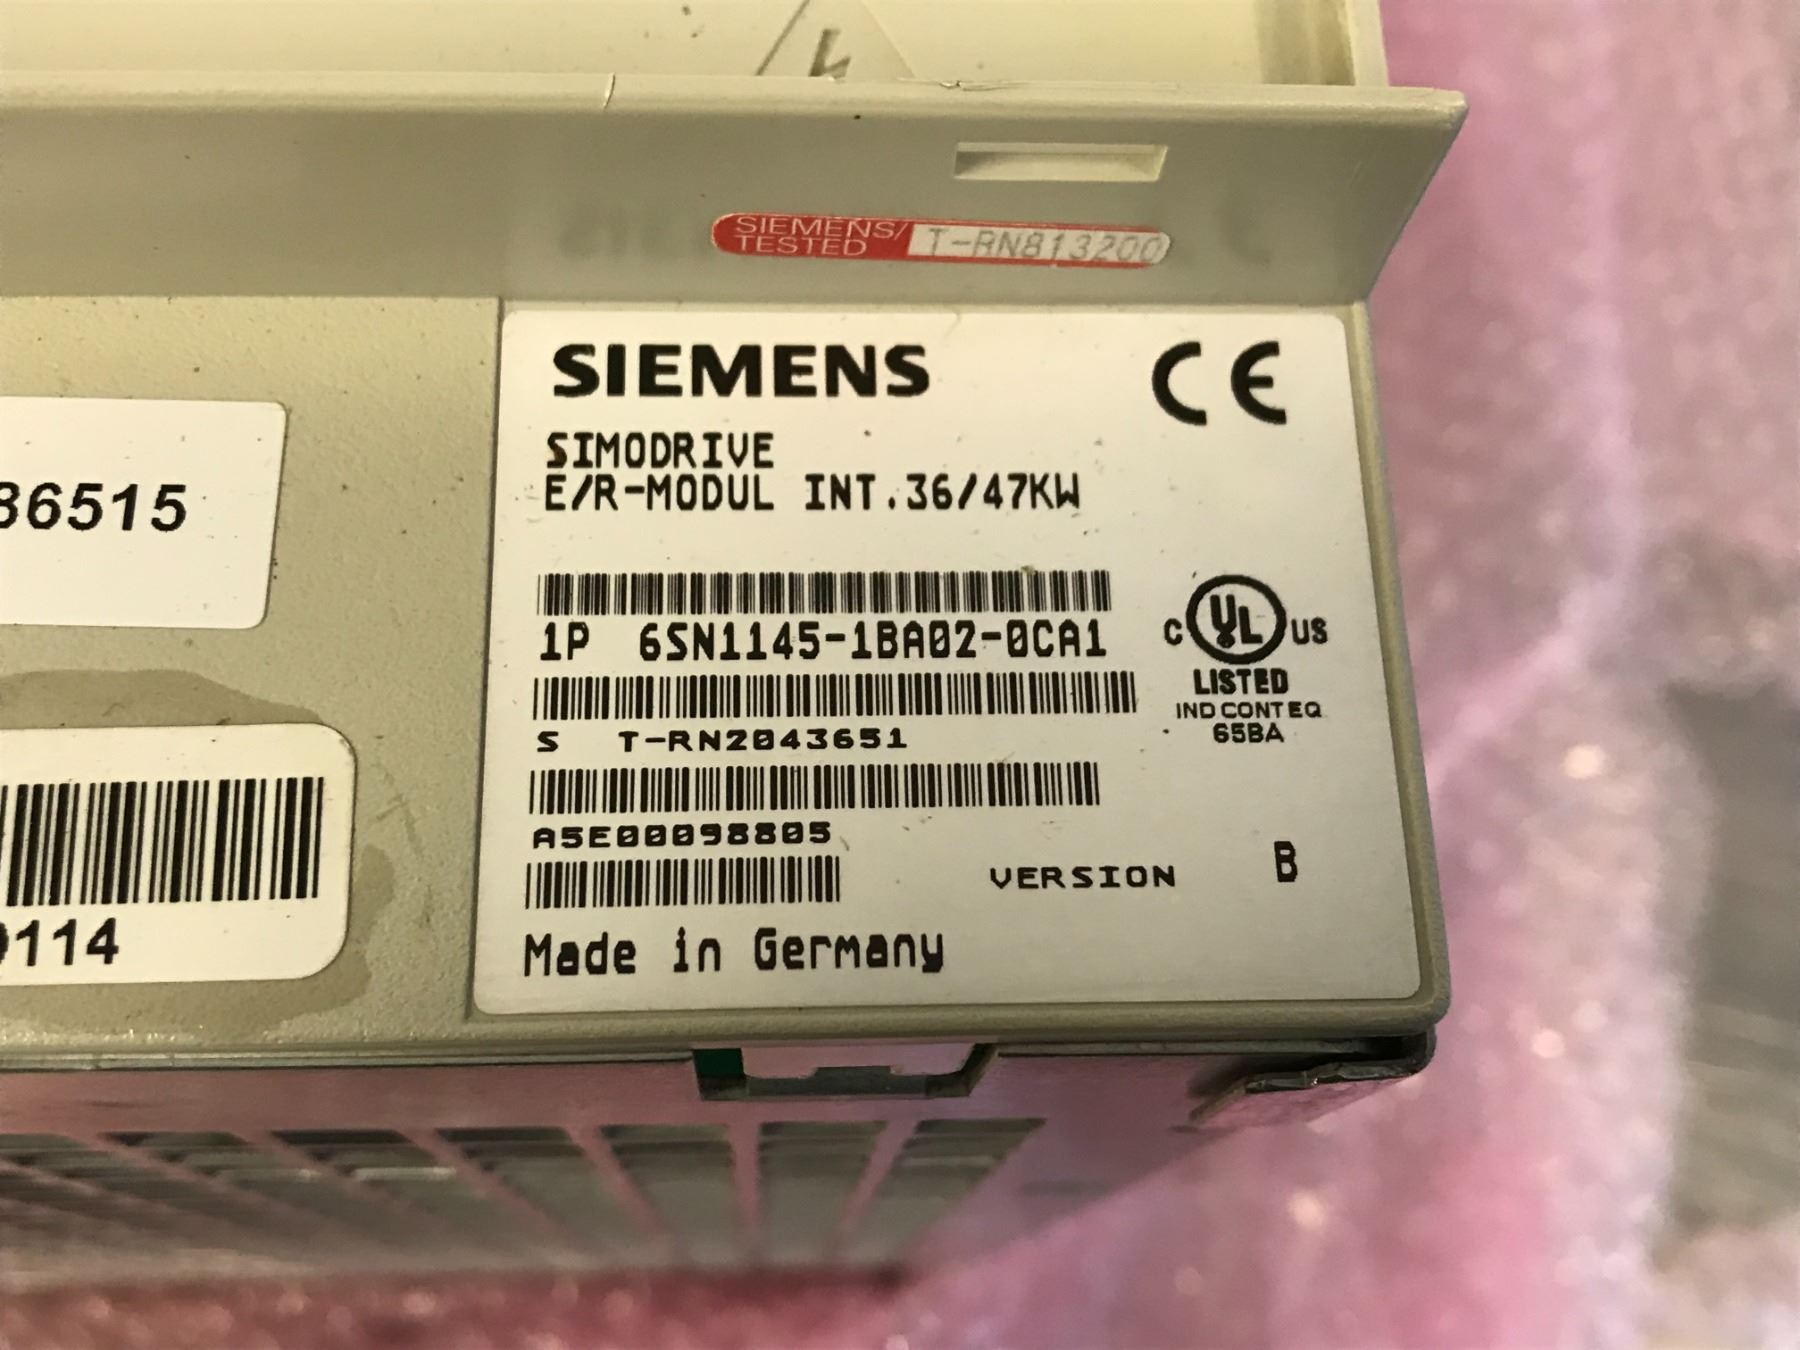 SIEMENS/
TESTED
T-RN813200
SIEMENS
CE
SIMODRIVE
E/R-MODUL INT.36/47KW
1P 6SN1145-1BA02-0CA1
C UL US
LISTED
IND CONT EQ
65BA
S T-RN2043651
A5E00098805
VERSION B
Made in Germany
36515
114